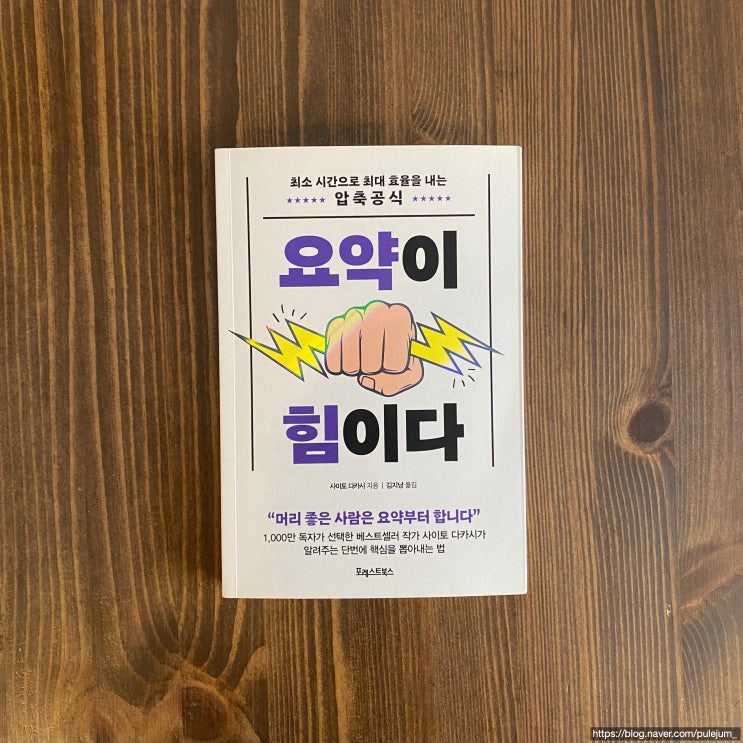 최소 시간으로 최대 효율을 내는
★★★★★ 압축공식 ★★★★★
요약이
힘이다
사이토 다카시 지음 | 김지낭 옮김
“머리 좋은 사람은 요약부터 합니다”
1,000만 독자가 선택한 베스트셀러 작가 사이토 다카시가
알려주는 단번에 핵심을 뽑아내는 법
포레스트북스
https://blog.naver.com/pulejum_